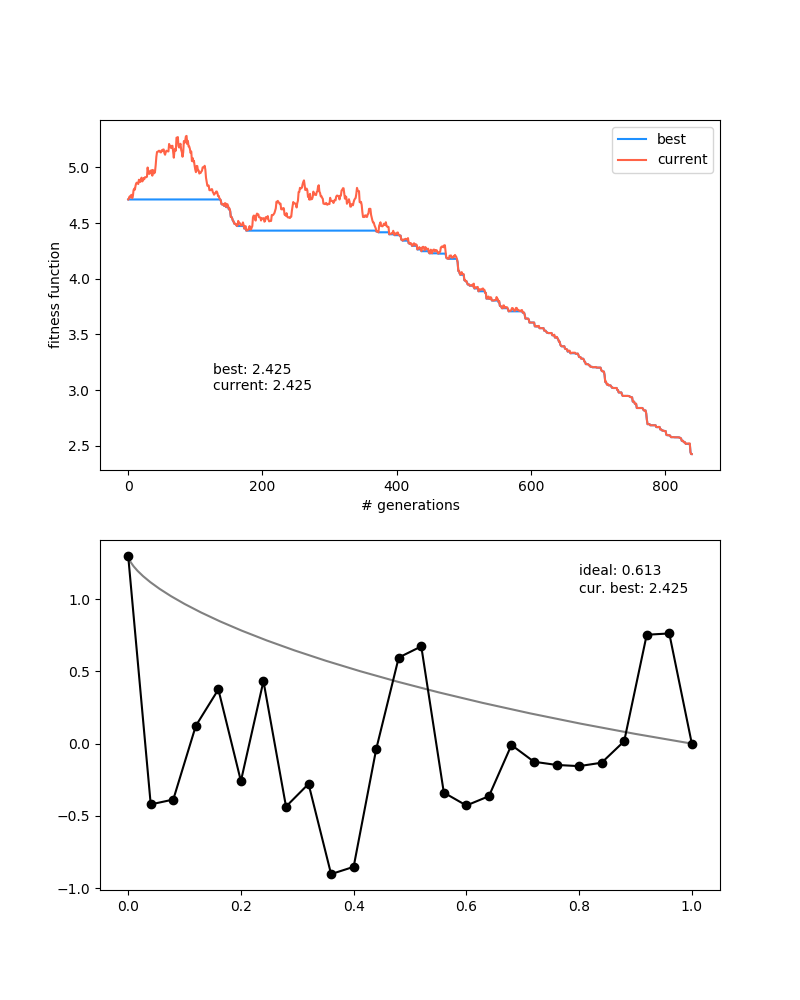 best
current
5.0
4.5
4.0
3.5
3.0
2.5
fitness function
best: 2.425
current: 2.425
0
200
400
600
800
# generations
ideal: 0.613
cur. best: 2.425
1.0
0.5
0.0
−0.5
−1.0
0.0
0.2
0.4
0.6
0.8
1.0